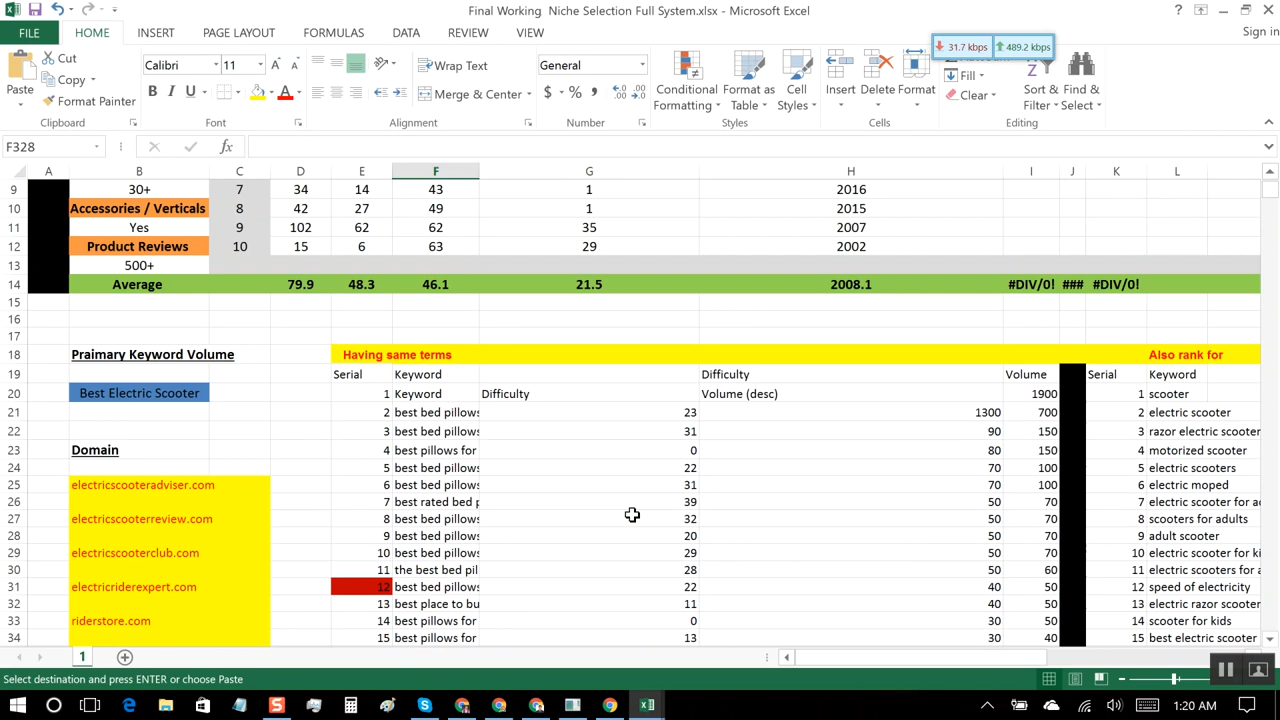 Final Working Niche Selection Full System.xlsx - Microsoft Excel
FILE HOME INSERT PAGE LAYOUT FORMULAS DATA REVIEW VIEW Sign in
31.7 kbps 489.2 kbps
Paste Cut Copy Format Painter Clipboard
Calibri 11 B I U Font
Wrap Text Merge & Center Alignment
General $ % , Number
Conditional Formatting Format as Table Cell Styles Styles
Insert Delete Format Cells
Fill Clear Sort & Filter Find & Select Editing
F328 fx
A B C D E F G H I J K L
9 30+ 7 34 14 43 1 2016
10 Accessories / Verticals 8 42 27 49 1 2015
11 Yes 9 102 62 62 35 2007
12 Product Reviews 10 15 6 63 29 2002
13 500+
14 Average 79.9 48.3 46.1 21.5 2008.1 #DIV/0! ### #DIV/0!
15
16
17
18 Praimary Keyword Volume Having same terms Also rank for
19 Serial Keyword Difficulty Volume Serial Keyword
20 Best Electric Scooter 1 Keyword Difficulty Volume (desc) 1900 1 scooter
21 2 best bed pillows 23 1300 700 2 electric scooter
22 3 best bed pillows 31 90 150 3 razor electric scooter
23 Domain 4 best pillows for 0 80 150 4 motorized scooter
24 5 best bed pillows 22 70 100 5 electric scooters
25 electricscooteradviser.com 6 best bed pillows 31 70 100 6 electric moped
26 7 best rated bed p 39 50 70 7 electric scooter for a
27 electricscooterreview.com 8 best bed pillows 32 50 70 8 scooters for adults
28 9 best bed pillows 20 50 70 9 adult scooter
29 electricscooterclub.com 10 best bed pillows 29 50 70 10 electric scooter for ki
30 11 the best bed pil 28 50 60 11 electric scooters for a
31 electricriderexpert.com 12 best bed pillows 22 40 50 12 speed of electricity
32 13 best place to bu 11 40 50 13 electric razor scooter
33 riderstore.com 14 best pillows for 0 30 50 14 scooter for kids
34 15 best pillows for 13 30 40 15 best electric scooter
1
Select destination and press ENTER or choose Paste
1:20 AM